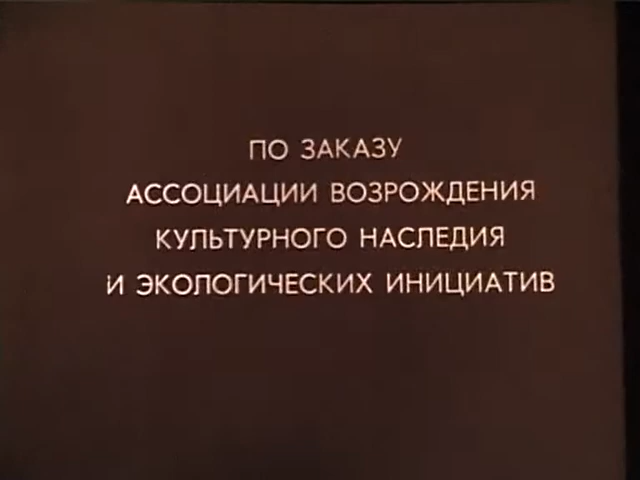 ПО ЗАКАЗУ
АССОЦИАЦИИ ВОЗРОЖДЕНИЯ
КУЛЬТУРНОГО НАСЛЕДИЯ
И ЭКОЛОГИЧЕСКИХ ИНИЦИАТИВ